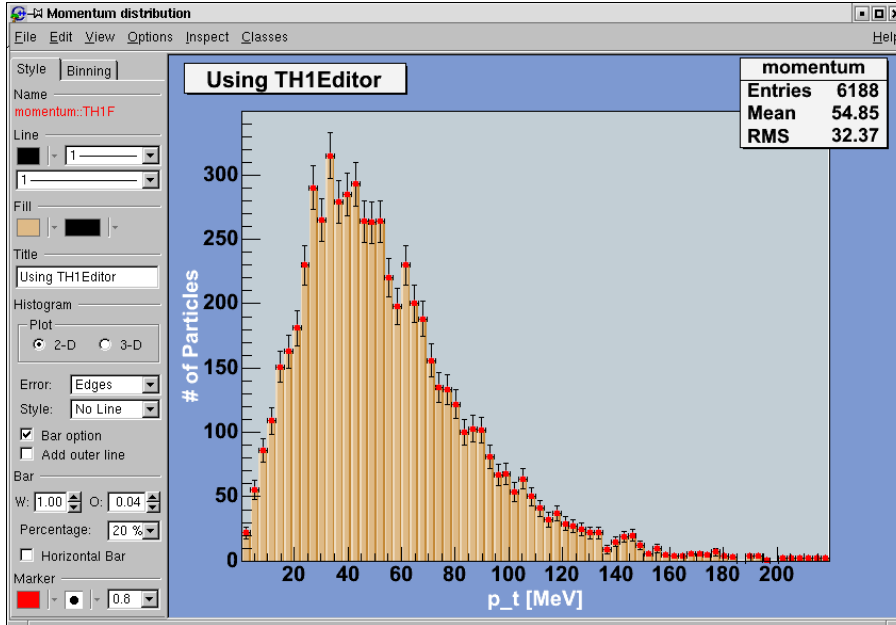 Momentum distribution
File Edit View Options Inspect Classes Help
Style Binning
Name
momentum::TH1F
Line
1
1
Fill
Title
Using TH1Editor
Histogram
Plot
2-D 3-D
Error: Edges
Style: No Line
Bar option
Add outer line
Bar
W: 1.00 O: 0.04
Percentage: 20 %
Horizontal Bar
Marker
0.8
Using TH1Editor
momentum
Entries 6188
Mean 54.85
RMS 32.37
# of Particles
300
250
200
150
100
50
0
20 40 60 80 100 120 140 160 180 200
p_t [MeV]